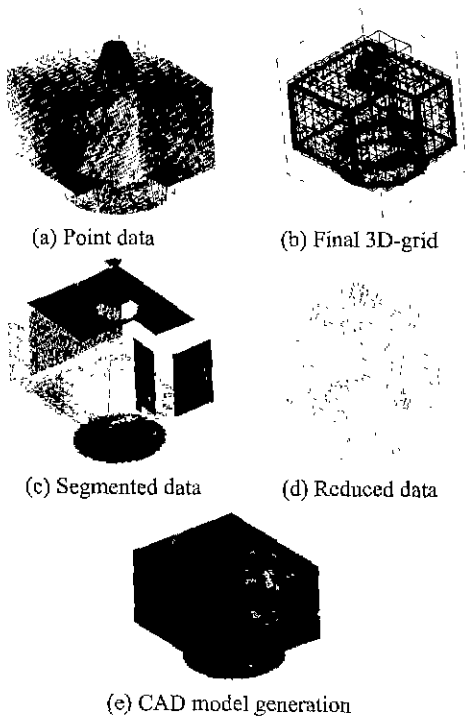 (a) Point data
(b) Final 3D-grid
(c) Segmented data
(d) Reduced data
(e) CAD model generation